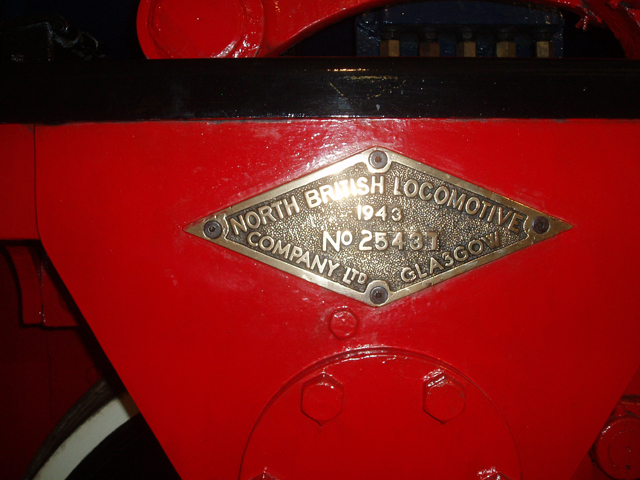 NORTH BRITISH LOCOMOTIVE
1943
No 25437
COMPANY LTD GLASGOW